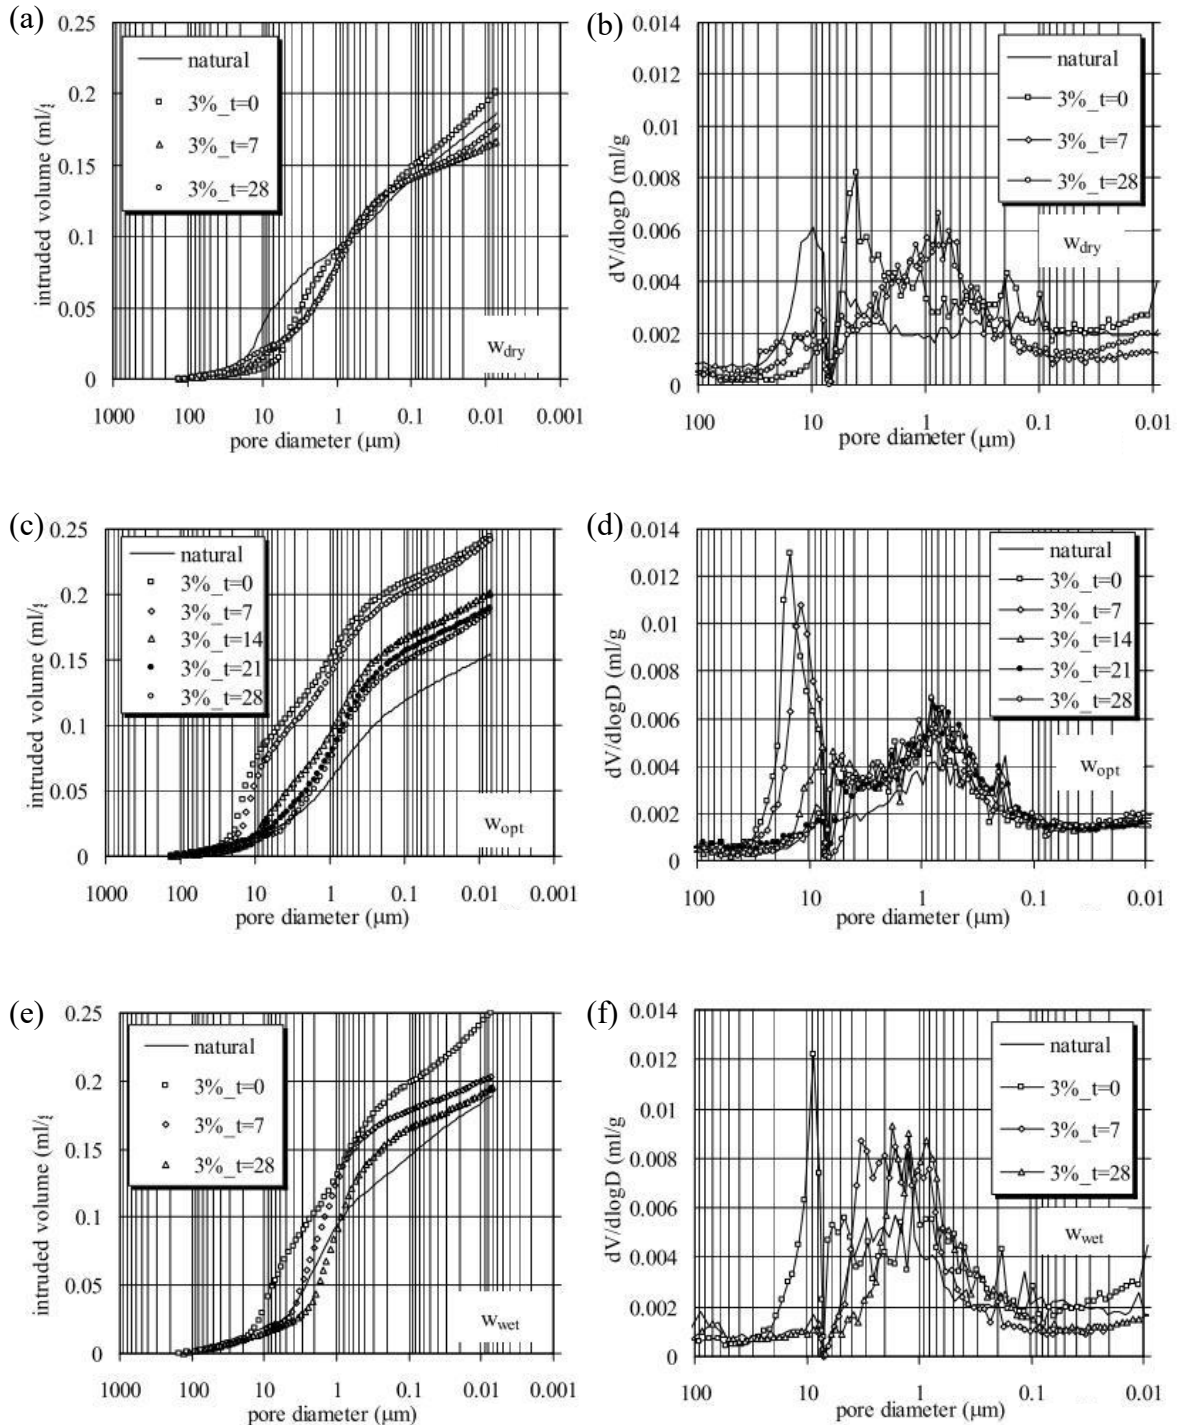 (a)
0.25
0.2
0.15
0.1
0.05
0
intruded volume (ml/
natural
3%_t=0
3%_t=7
3%_t=28
w_dry
1000 100 10 1 0.1 0.01 0.001
pore diameter (μm)
(b)
0.014
0.012
0.01
0.008
0.006
0.004
0.002
0
dV/dlogD (ml/g)
natural
3%_t=0
3%_t=7
3%_t=28
w_dry
100 10 1 0.1 0.01
pore diameter (μm)
(c)
0.25
0.2
0.15
0.1
0.05
0
intruded volume (ml/
natural
3%_t=0
3%_t=7
3%_t=14
3%_t=21
3%_t=28
w_opt
1000 100 10 1 0.1 0.01 0.001
pore diameter (μm)
(d)
0.014
0.012
0.01
0.008
0.006
0.004
0.002
0
dV/dlogD (ml/g)
natural
3%_t=0
3%_t=7
3%_t=14
3%_t=21
3%_t=28
w_opt
100 10 1 0.1 0.01
pore diameter (μm)
(e)
0.25
0.2
0.15
0.1
0.05
0
intruded volume (ml/
natural
3%_t=0
3%_t=7
3%_t=28
w_wet
1000 100 10 1 0.1 0.01 0.001
pore diameter (μm)
(f)
0.014
0.012
0.01
0.008
0.006
0.004
0.002
0
dV/dlogD (ml/g)
natural
3%_t=0
3%_t=7
3%_t=28
w_wet
100 10 1 0.1 0.01
pore diameter (μm)